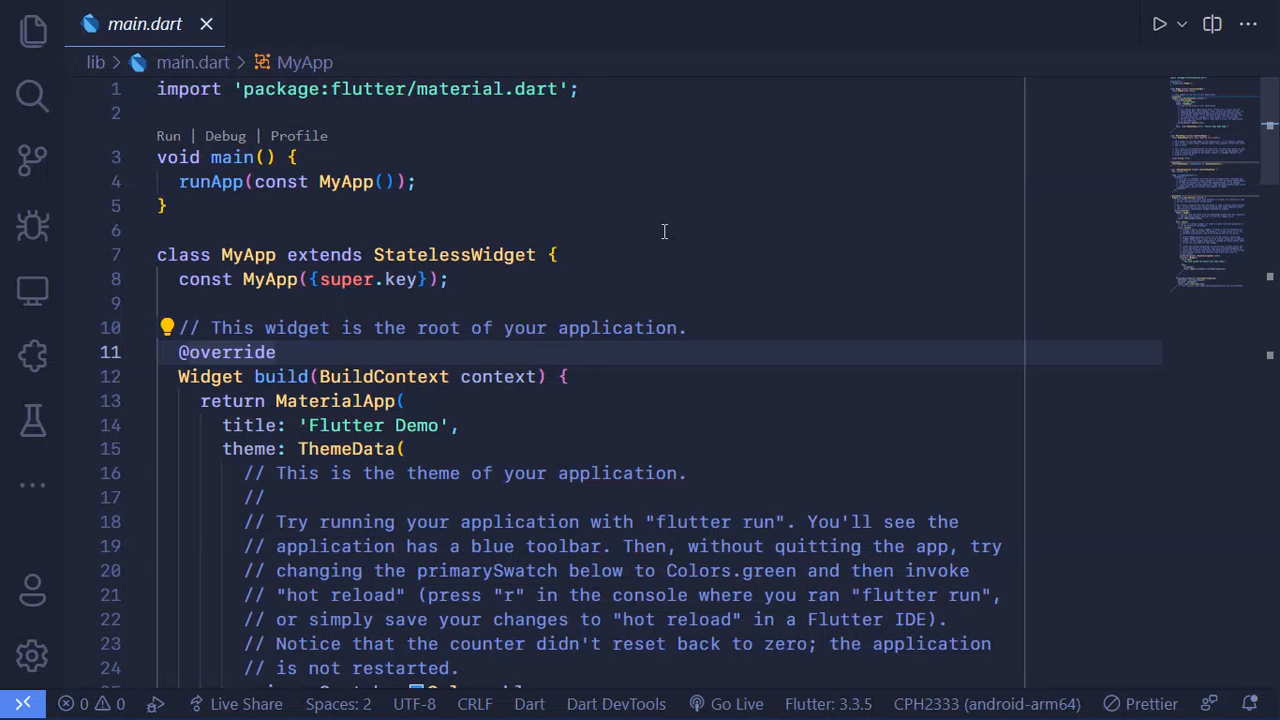 main.dart
lib > main.dart > MyApp
1 import 'package:flutter/material.dart';
2
Run | Debug | Profile
3 void main() {
4 runApp(const MyApp());
5 }
6
7 class MyApp extends StatelessWidget {
8 const MyApp({super.key});
9
10 // This widget is the root of your application.
11 @override
12 Widget build(BuildContext context) {
13 return MaterialApp(
14 title: 'Flutter Demo',
15 theme: ThemeData(
16 // This is the theme of your application.
17 //
18 // Try running your application with "flutter run". You'll see the
19 // application has a blue toolbar. Then, without quitting the app, try
20 // changing the primarySwatch below to Colors.green and then invoke
21 // "hot reload" (press "r" in the console where you ran "flutter run",
22 // or simply save your changes to "hot reload" in a Flutter IDE).
23 // Notice that the counter didn't reset back to zero; the application
24 // is not restarted.
0 0 Live Share Spaces: 2 UTF-8 CRLF Dart Dart DevTools Go Live Flutter: 3.3.5 CPH2333 (android-arm64) Prettier